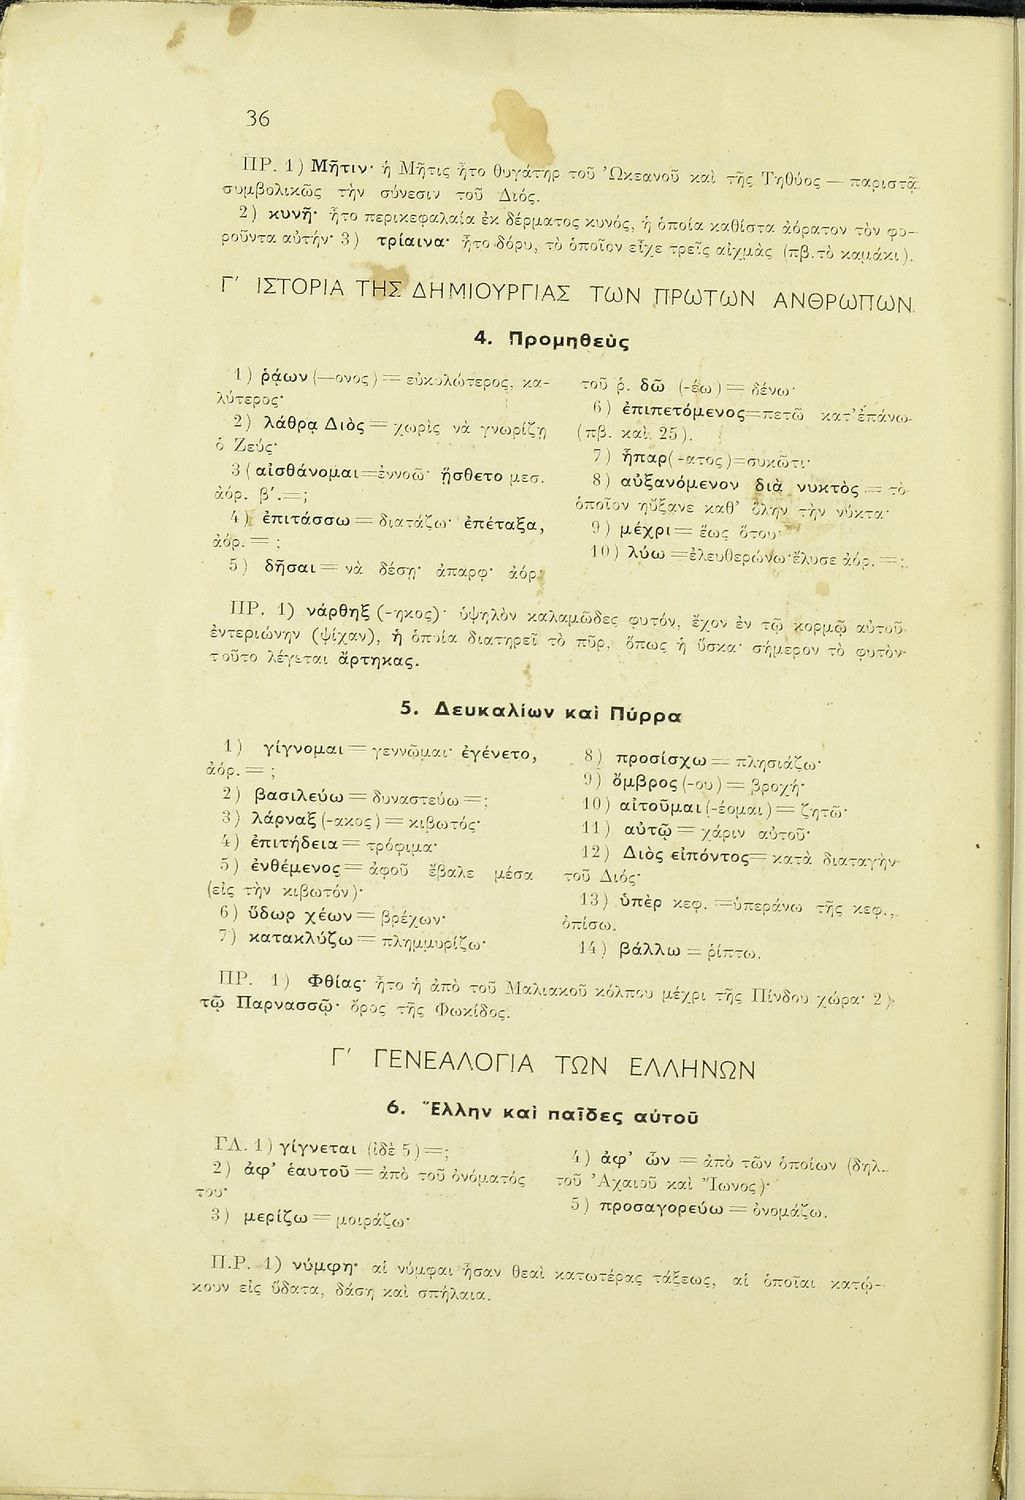 36
ΠΡ. 1) Μῆτιν· ἡ Μῆτις ἦτο θυγάτηρ τοῦ Ὠκεανοῦ καὶ τῆς Τηθύος — παριστᾷ
συμβολικῶς τὴν σύνεσιν τοῦ Διός.
2) κυνῆ· ἦτο περικεφαλαία ἐκ δέρματος κυνός, ἡ ὁποία καθίστα ἀόρατον τὸν φο-
ροῦντα αὐτήν· 3) τρίαινα· ἦτο δόρυ, τὸ ὁποῖον εἶχε τρεῖς αἰχμὰς (πβ.τὸ καμάκι).
Γ' ΙΣΤΟΡΙΑ ΤΗΣ ΔΗΜΙΟΥΡΓΙΑΣ ΤΩΝ ΠΡΩΤΩΝ ΑΝΘΡΩΠΩΝ
4. Προμηθεὺς
1) ῥᾴων (—ονος) = εὐκολώτερος, κα-
λύτερος·
2) λάθρᾳ Διὸς = χωρὶς νὰ γνωρίζῃ
ὁ Ζεύς·
3( αἰσθάνομαι=ἐννοῶ· ᾔσθετο μεσ.
ἀόρ. β'.=;
4) ἐπιτάσσω = διατάζω· ἐπέταξα,
ἀόρ. = ;
5) δῆσαι = νὰ δέσῃ· ἀπαρφ· ἀόρ·
τοῦ ῥ. δῶ (-έω) = δένω·
6) ἐπιπετόμενος=πετῶ κατ' ἐπάνω
(πβ. καὶ 25).
7) ἧπαρ(-ατος)=συκῶτι·
8) αὐξανόμενον διὰ νυκτὸς = τὸ
ὁποῖον ηὔξανε καθ' ὅλην τὴν νύκτα·
9) μέχρι = ἕως ὅτου·
10) λύω =ἐλευθερώνω·ἔλυσε ἀόρ. =;
ΠΡ. 1) νάρθηξ (-ηκος)· ὑψηλὸν καλαμῶδες φυτόν, ἔχον ἐν τῷ κορμῷ αὐτοῦ
ἐντεριώνην (ψίχαν), ἡ ὁποία διατηρεῖ τὸ πῦρ, ὅπως ἡ ὕσκα· σήμερον τὸ φυτὸν
τοῦτο λέγεται ἄρτηκας.
5. Δευκαλίων καὶ Πύρρα
1) γίγνομαι = γεννῶμαι· ἐγένετο,
ἀόρ. = ;
2) βασιλεύω = δυναστεύω =;
3) λάρναξ (-ακος) = κιβωτός·
4) ἐπιτήδεια = τρόφιμα·
5) ἐνθέμενος = ἀφοῦ ἔβαλε μέσα
(εἰς τὴν κιβωτόν)·
6) ὕδωρ χέων = βρέχων·
7) κατακλύζω = πλημμυρίζω·
8) προσίσχω = πλησιάζω·
9) ὄμβρος (-ου) = βροχή·
10) αἰτοῦμαι (-έομαι) = ζητῶ·
11) αὐτῷ = χάριν αὐτοῦ·
12) Διὸς εἰπόντος= κατὰ διαταγὴν
τοῦ Διός·
13) ὑπὲρ κεφ. =ὑπεράνω τῆς κεφ.,
ὀπίσω.
14) βάλλω = ῥίπτω.
ΠΡ. 1) Φθίας· ἦτο ἡ ἀπὸ τοῦ Μαλιακοῦ κόλπου μέχρι τῆς Πίνδου χώρα· 2)
τῷ Παρνασσῷ· ὄρος τῆς Φωκίδος.
Γ' ΓΕΝΕΑΛΟΓΙΑ ΤΩΝ ΕΛΛΗΝΩΝ
6. Ἕλλην καὶ παῖδες αὐτοῦ
ΓΛ. 1) γίγνεται (ἰδὲ 5) =;
2) ἀφ' ἑαυτοῦ = ἀπὸ τοῦ ὀνόματός
του·
3) μερίζω = μοιράζω·
4) ἀφ' ὧν = ἀπὸ τῶν ὁποίων (δηλ.
τοῦ Ἀχαιοῦ καὶ Ἴωνος)·
5) προσαγορεύω = ὀνομάζω.
Π.Ρ. 1) νύμφη· αἱ νύμφαι ἦσαν θεαὶ κατωτέρας τάξεως, αἱ ὁποῖαι κατῴ-
κουν εἰς ὕδατα, δάση καὶ σπήλαια.